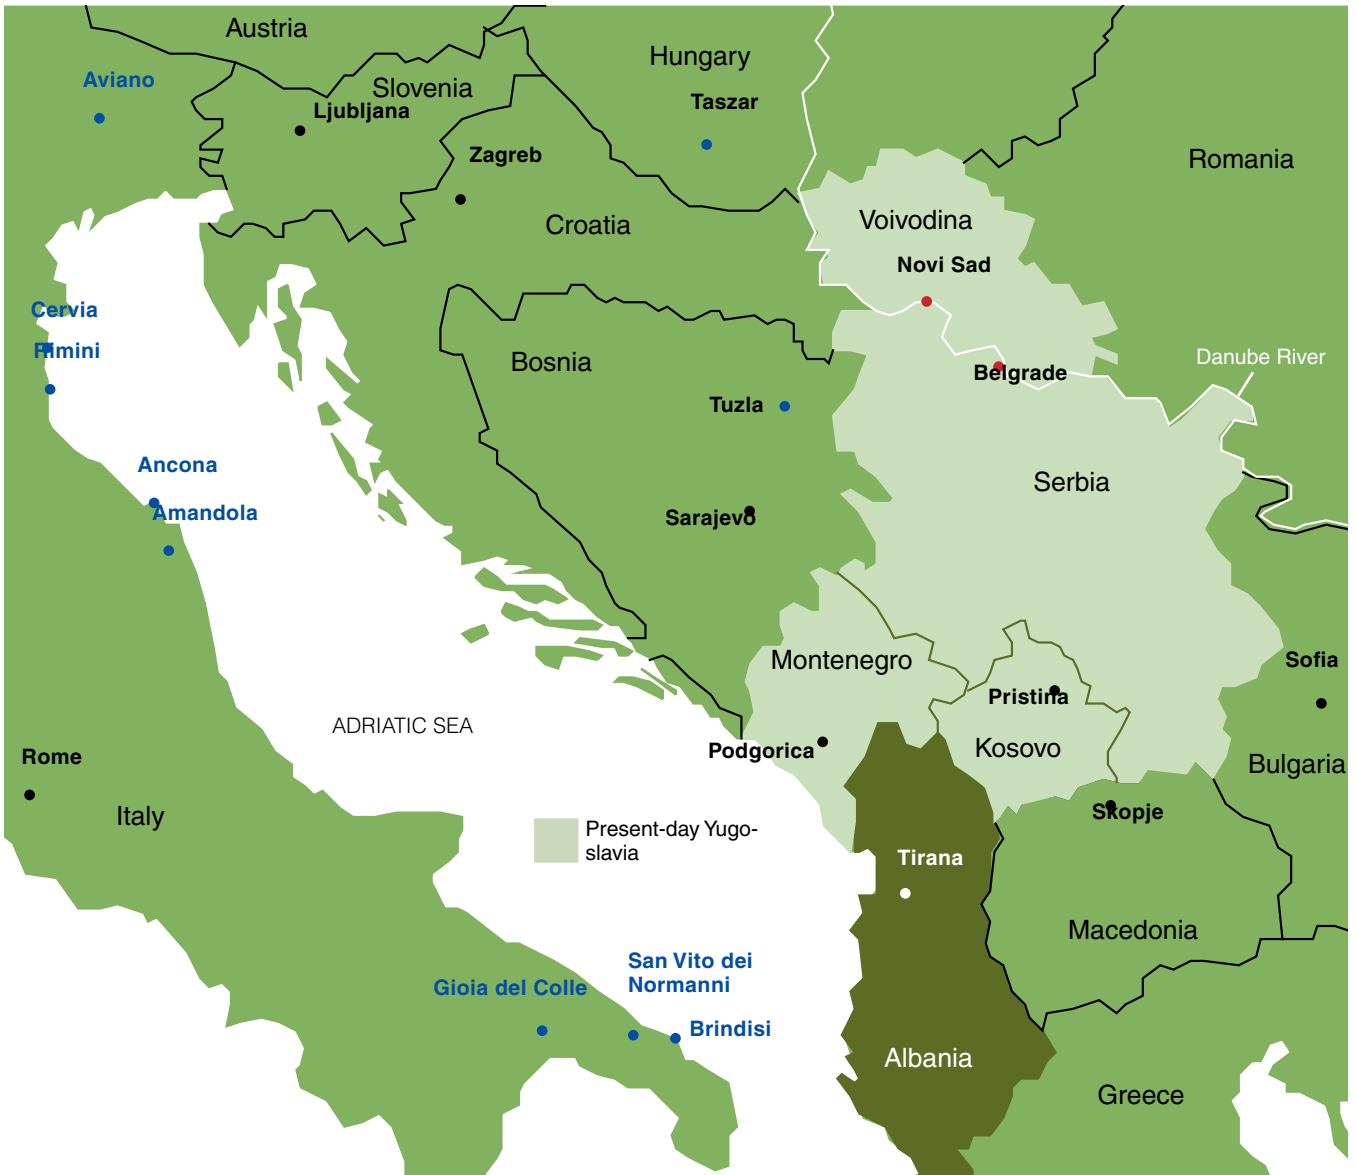 Austria
Hungary
Aviano
Slovenia
Taszar
Ljubljana
Zagreb
Romania
Croatia
Voivodina
Novi Sad
Cervia
Rimini
Bosnia
Danube River
Belgrade
Tuzla
Ancona
Serbia
Amandola
Sarajevo
Montenegro
Sofia
Pristina
ADRIATIC SEA
Podgorica
Kosovo
Rome
Bulgaria
Italy
Skopje
Present-day Yugo-
slavia
Tirana
Macedonia
San Vito dei
Normanni
Gioia del Colle
Brindisi
Albania
Greece